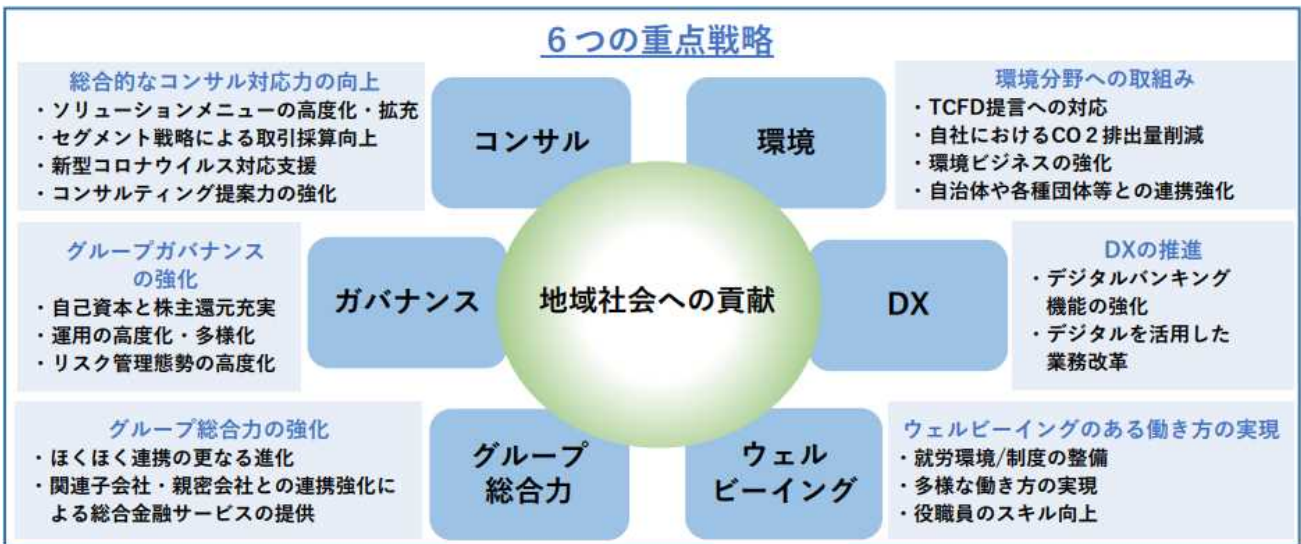 6つの重点戦略
総合的なコンサル対応力の向上
・ソリューションメニューの高度化・拡充
・セグメント戦略による取引採算向上
・新型コロナウイルス対応支援
・コンサルティング提案力の強化
コンサル
環境
環境分野への取組み
・TCFD提言への対応
・自社におけるCO2排出量削減
・環境ビジネスの強化
・自治体や各種団体等との連携強化
グループガバナンス
の強化
・自己資本と株主還元充実
・運用の高度化・多様化
・リスク管理態勢の高度化
ガバナンス
地域社会への貢献
DX
DXの推進
・デジタルバンキング
機能の強化
・デジタルを活用した
業務改革
グループ総合力の強化
・ほくほく連携の更なる進化
・関連子会社・親密会社との連携強化に
よる総合金融サービスの提供
グループ
総合力
ウェル
ビーイング
ウェルビーイングのある働き方の実現
・就労環境/制度の整備
・多様な働き方の実現
・役職員のスキル向上